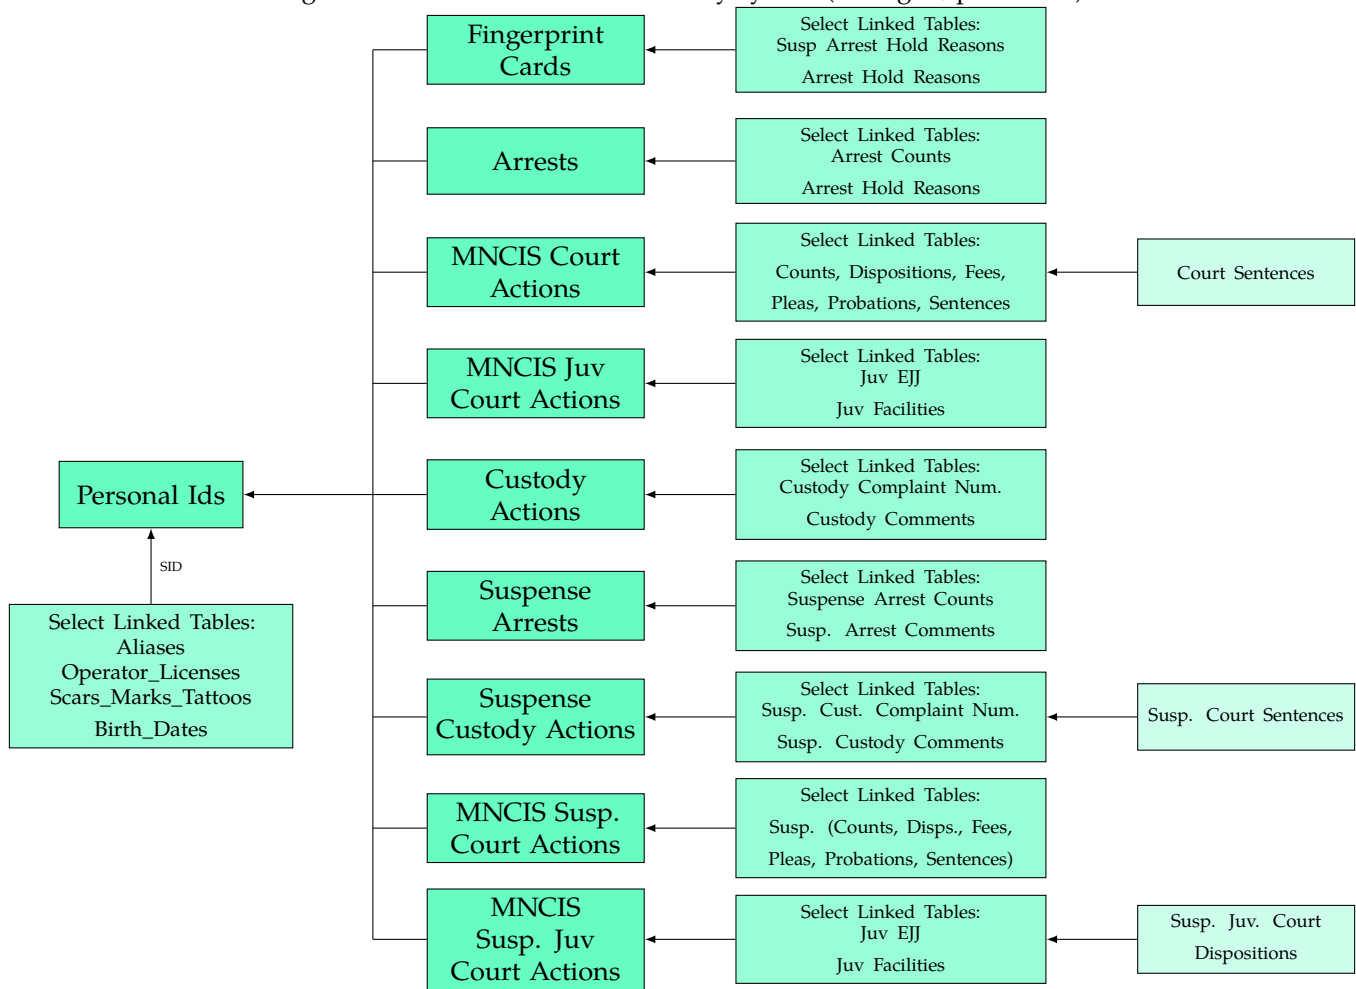 Fingerprint
Cards
Select Linked Tables:
Susp Arrest Hold Reasons
Arrest Hold Reasons
Arrests
Select Linked Tables:
Arrest Counts
Arrest Hold Reasons
MNCIS Court
Actions
Select Linked Tables:
Counts, Dispositions, Fees,
Pleas, Probations, Sentences
Court Sentences
MNCIS Juv
Court Actions
Select Linked Tables:
Juv EJJ
Juv Facilities
Personal Ids
Custody
Actions
Select Linked Tables:
Custody Complaint Num.
Custody Comments
SID
Select Linked Tables:
Aliases
Operator_Licenses
Scars_Marks_Tattoos
Birth_Dates
Suspense
Arrests
Select Linked Tables:
Suspense Arrest Counts
Susp. Arrest Comments
Suspense
Custody Actions
Select Linked Tables:
Susp. Cust. Complaint Num.
Susp. Custody Comments
Susp. Court Sentences
MNCIS Susp.
Court Actions
Select Linked Tables:
Susp. (Counts, Disps., Fees,
Pleas, Probations, Sentences)
MNCIS
Susp. Juv
Court Actions
Select Linked Tables:
Juv EJJ
Juv Facilities
Susp. Juv. Court
Dispositions